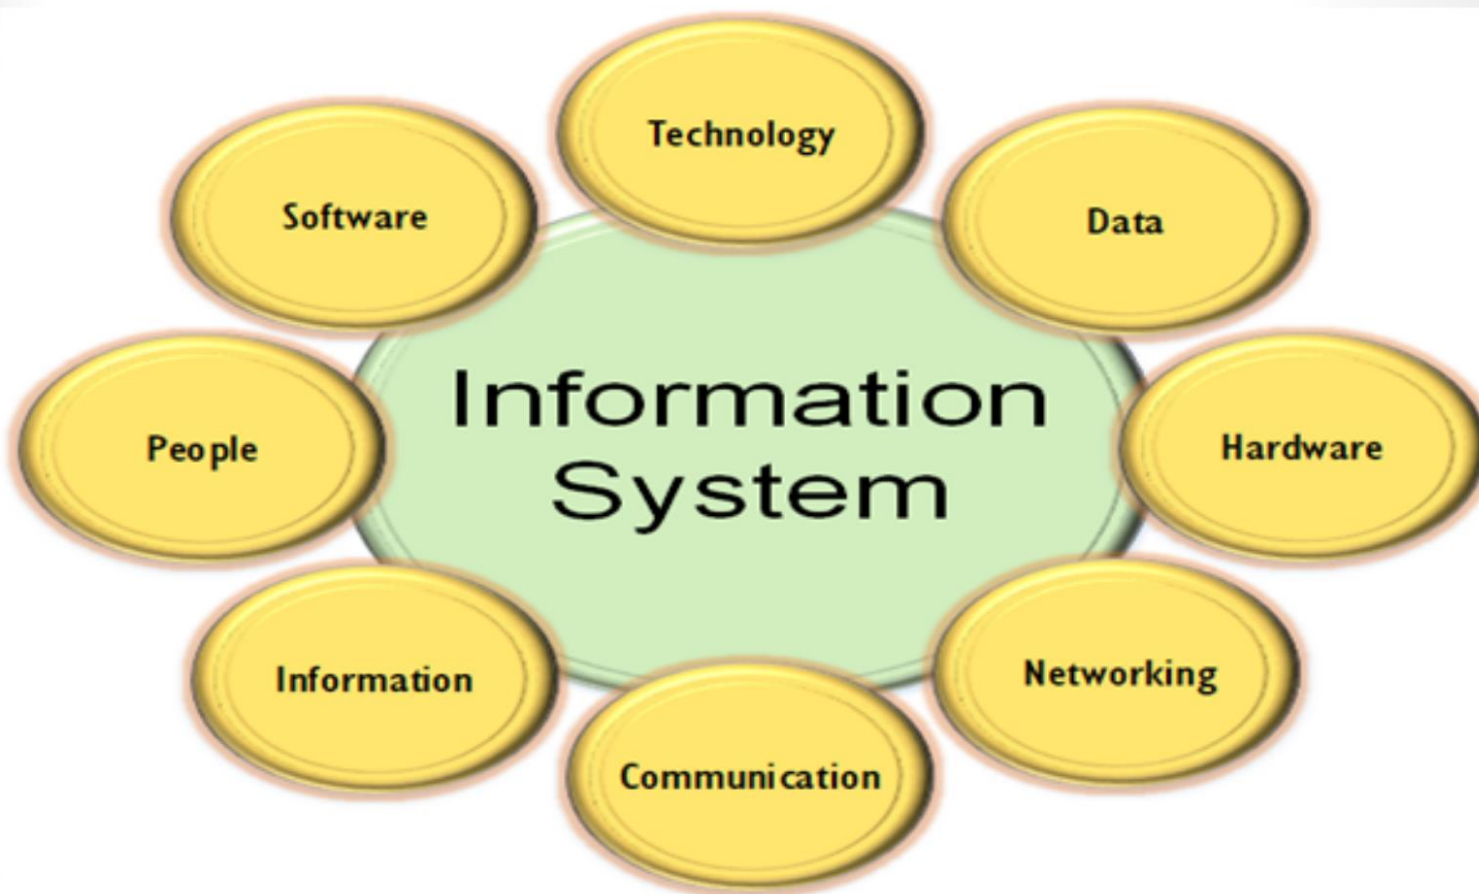 Technology
Software
Data
Information
System
People
Hardware
Information
Networking
Communication